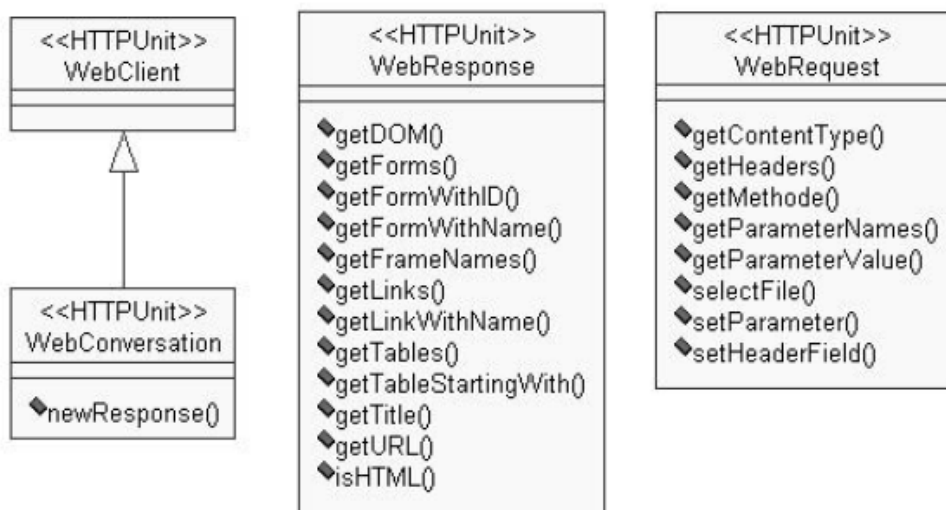 <<HTTPUnit>>
WebClient
<<HTTPUnit>>
WebConversation
newResponse()
<<HTTPUnit>>
WebResponse
getDOM()
getForms()
getFormWithID()
getFormWithName()
getFrameNames()
getLinks()
getLinkWithName()
getTables()
getTableStartingWith()
getTitle()
getURL()
isHTML()
<<HTTPUnit>>
WebRequest
getContentType()
getHeaders()
getMethode()
getParameterNames()
getParameterValue()
selectFile()
setParameter()
setHeaderField()